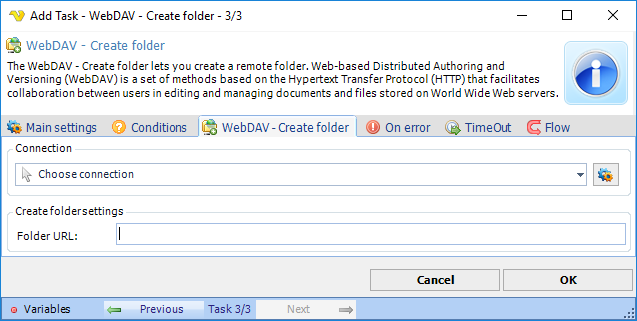 Add Task - WebDAV - Create folder - 3/3
WebDAV - Create folder
The WebDAV - Create folder lets you create a remote folder. Web-based Distributed Authoring and
Versioning (WebDAV) is a set of methods based on the Hypertext Transfer Protocol (HTTP) that facilitates
collaboration between users in editing and managing documents and files stored on World Wide Web servers.
Main settings Conditions WebDAV - Create folder On error TimeOut Flow
Connection
Choose connection
Create folder settings
Folder URL:
Cancel OK
Variables Previous Task 3/3 Next